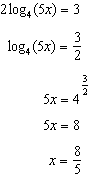 2log₄(5x) = 3
log₄(5x) = 3/2
5x = 4^(3/2)
5x = 8
x = 8/5